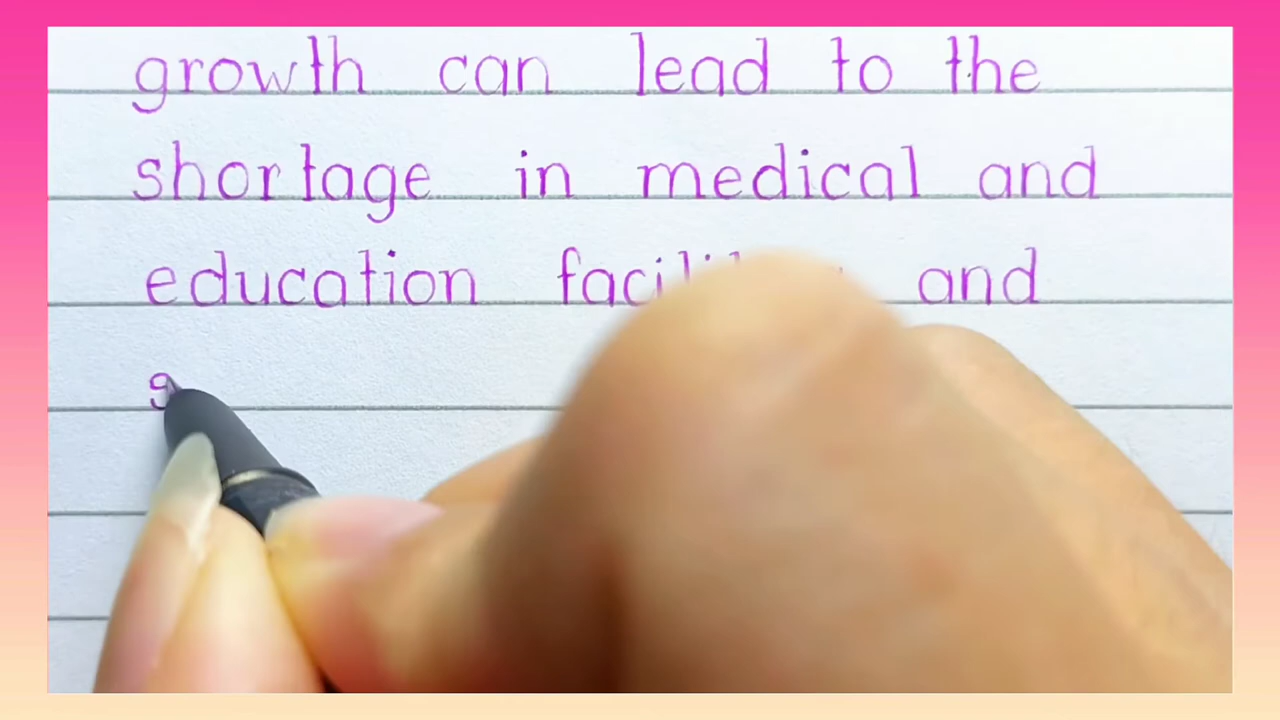 growth can lead to the
shortage in medical and
education and